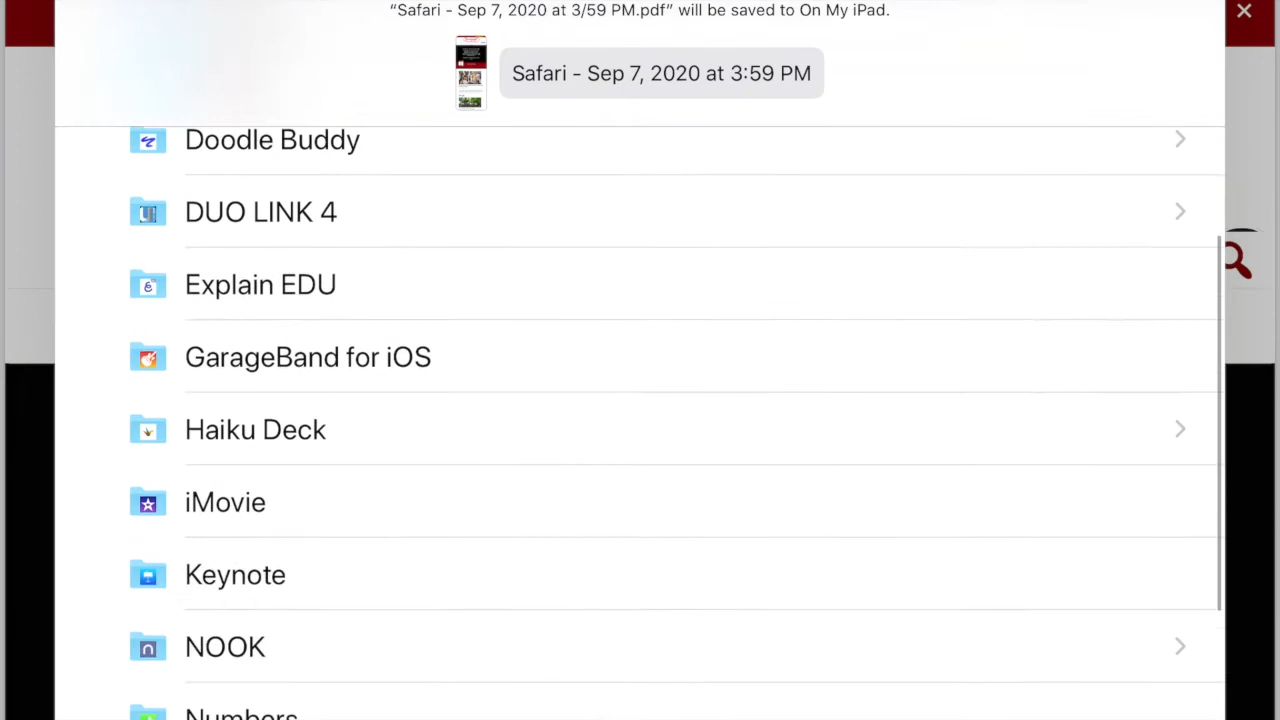 “Safari - Sep 7, 2020 at 3/59 PM.pdf” will be saved to On My iPad.
Safari - Sep 7, 2020 at 3:59 PM
Doodle Buddy
DUO LINK 4
Explain EDU
GarageBand for iOS
Haiku Deck
iMovie
Keynote
NOOK
Numbers